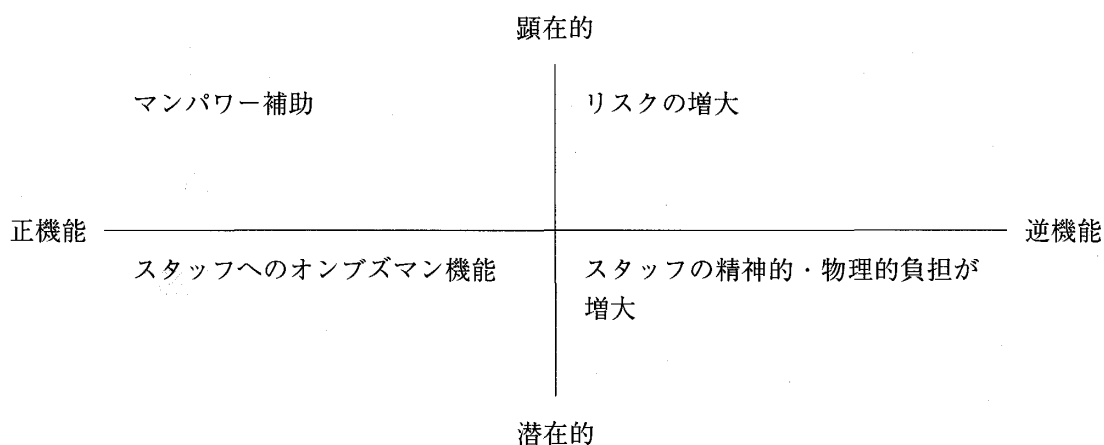 顕在的
マンパワー補助
リスクの増大
正機能
逆機能
スタッフへのオンブズマン機能
スタッフの精神的・物理的負担が
増大
潜在的